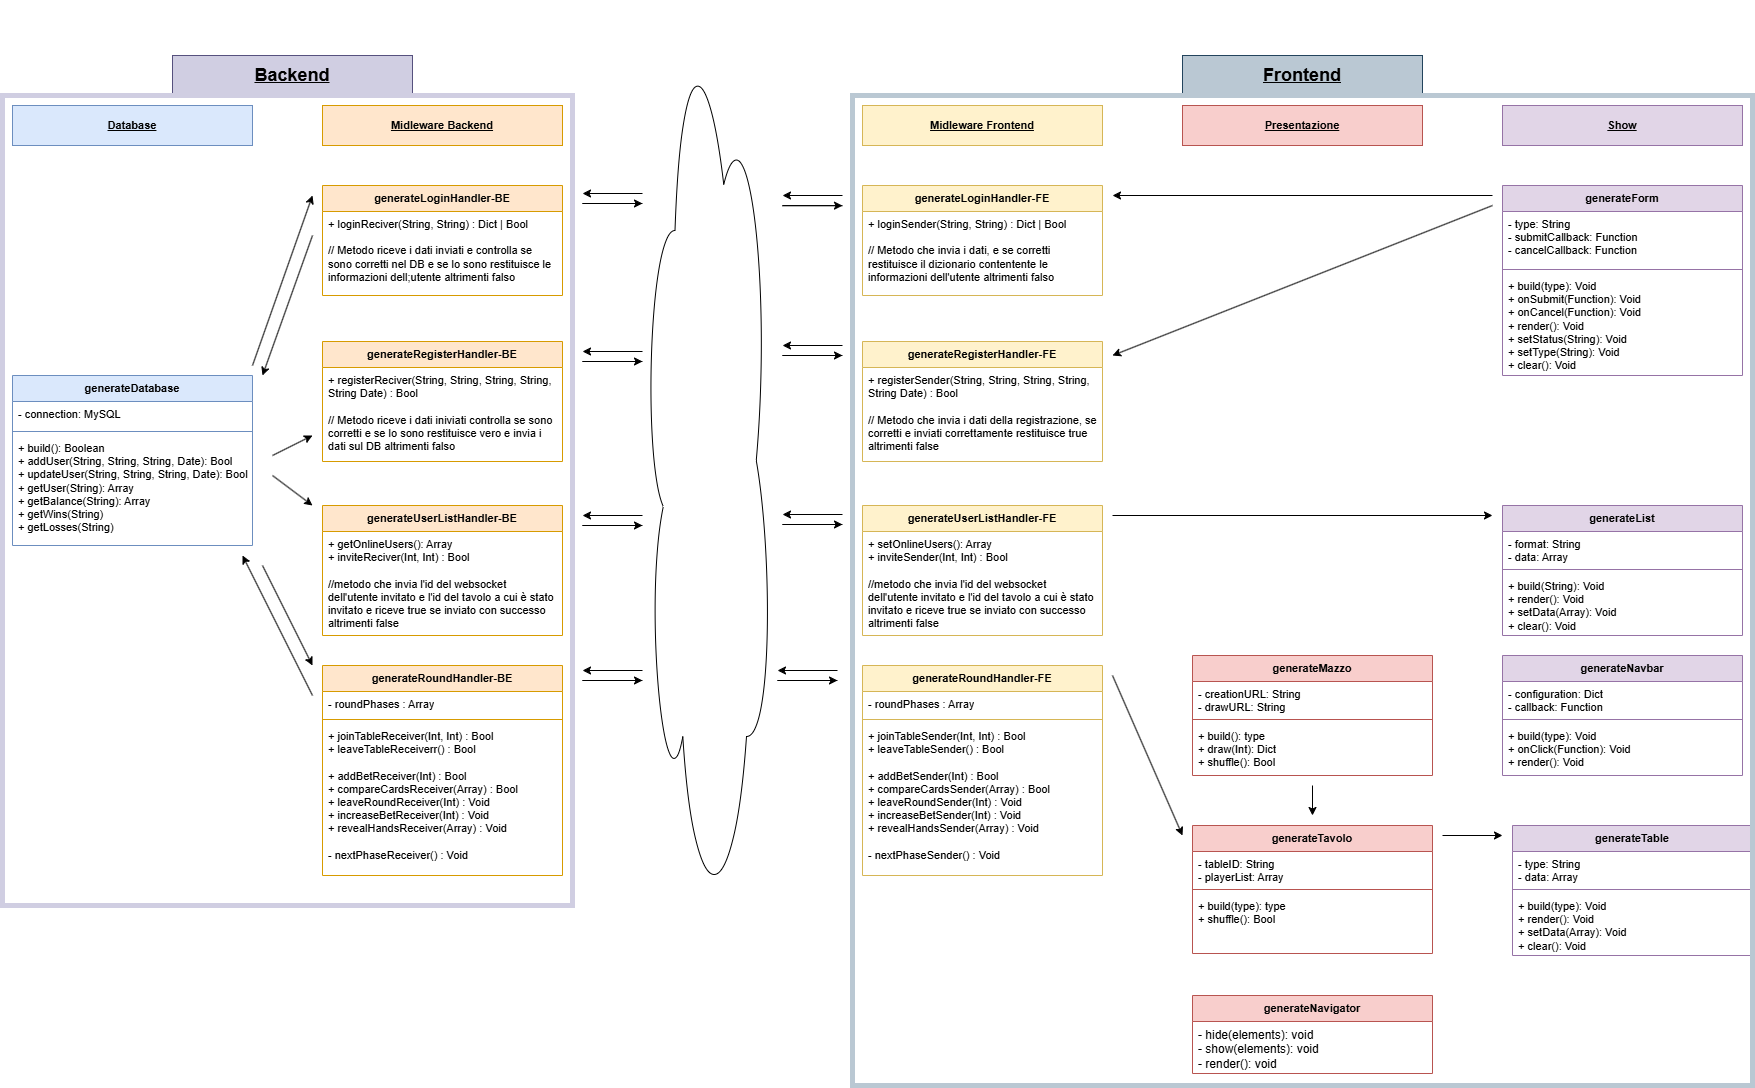 Backend
Frontend
Database
Midleware Backend
Midleware Frontend
Presentazione
Show
generateDatabase
- connection: MySQL
+ build(): Boolean
+ addUser(String, String, String, Date): Bool
+ updateUser(String, String, String, Date): Bool
+ getUser(String): Array
+ getBalance(String): Array
+ getWins(String)
+ getLosses(String)
generateLoginHandler-BE
+ loginReciver(String, String) : Dict | Bool
// Metodo riceve i dati inviati e controlla se
sono corretti nel DB e se lo sono restituisce le
informazioni dell;utente altrimenti falso
generateRegisterHandler-BE
+ registerReciver(String, String, String, String,
String Date) : Bool
// Metodo riceve i dati iniviati controlla se sono
corretti e se lo sono restituisce vero e invia i
dati sul DB altrimenti falso
generateUserListHandler-BE
+ getOnlineUsers(): Array
+ inviteReciver(Int, Int) : Bool
//metodo che invia l'id del websocket
dell'utente invitato e l'id del tavolo a cui è stato
invitato e riceve true se inviato con successo
altrimenti false
generateRoundHandler-BE
- roundPhases : Array
+ joinTableReceiver(Int, Int) : Bool
+ leaveTableReceiverr() : Bool
+ addBetReceiver(Int) : Bool
+ compareCardsReceiver(Array) : Bool
+ leaveRoundReceiver(Int) : Void
+ increaseBetReceiver(Int) : Void
+ revealHandsReceiver(Array) : Void
- nextPhaseReceiver() : Void
generateLoginHandler-FE
+ loginSender(String, String) : Dict | Bool
// Metodo che invia i dati, e se corretti
restituisce il dizionario contentente le
informazioni dell'utente altrimenti falso
generateRegisterHandler-FE
+ registerSender(String, String, String, String,
String Date) : Bool
// Metodo che invia i dati della registrazione, se
corretti e inviati correttamente restituisce true
altrimenti false
generateUserListHandler-FE
+ setOnlineUsers(): Array
+ inviteSender(Int, Int) : Bool
//metodo che invia l'id del websocket
dell'utente invitato e l'id del tavolo a cui è stato
invitato e riceve true se inviato con successo
altrimenti false
generateRoundHandler-FE
- roundPhases : Array
+ joinTableSender(Int, Int) : Bool
+ leaveTableSender() : Bool
+ addBetSender(Int) : Bool
+ compareCardsSender(Array) : Bool
+ leaveRoundSender(Int) : Void
+ increaseBetSender(Int) : Void
+ revealHandsSender(Array) : Void
- nextPhaseSender() : Void
generateMazzo
- creationURL: String
- drawURL: String
+ build(): type
+ draw(Int): Dict
+ shuffle(): Bool
generateTavolo
- tableID: String
- playerList: Array
+ build(type): type
+ shuffle(): Bool
generateNavigator
- hide(elements): void
- show(elements): void
- render(): void
generateForm
- type: String
- submitCallback: Function
- cancelCallback: Function
+ build(type): Void
+ onSubmit(Function): Void
+ onCancel(Function): Void
+ render(): Void
+ setStatus(String): Void
+ setType(String): Void
+ clear(): Void
generateList
- format: String
- data: Array
+ build(String): Void
+ render(): Void
+ setData(Array): Void
+ clear(): Void
generateNavbar
- configuration: Dict
- callback: Function
+ build(type): Void
+ onClick(Function): Void
+ render(): Void
generateTable
- type: String
- data: Array
+ build(type): Void
+ render(): Void
+ setData(Array): Void
+ clear(): Void